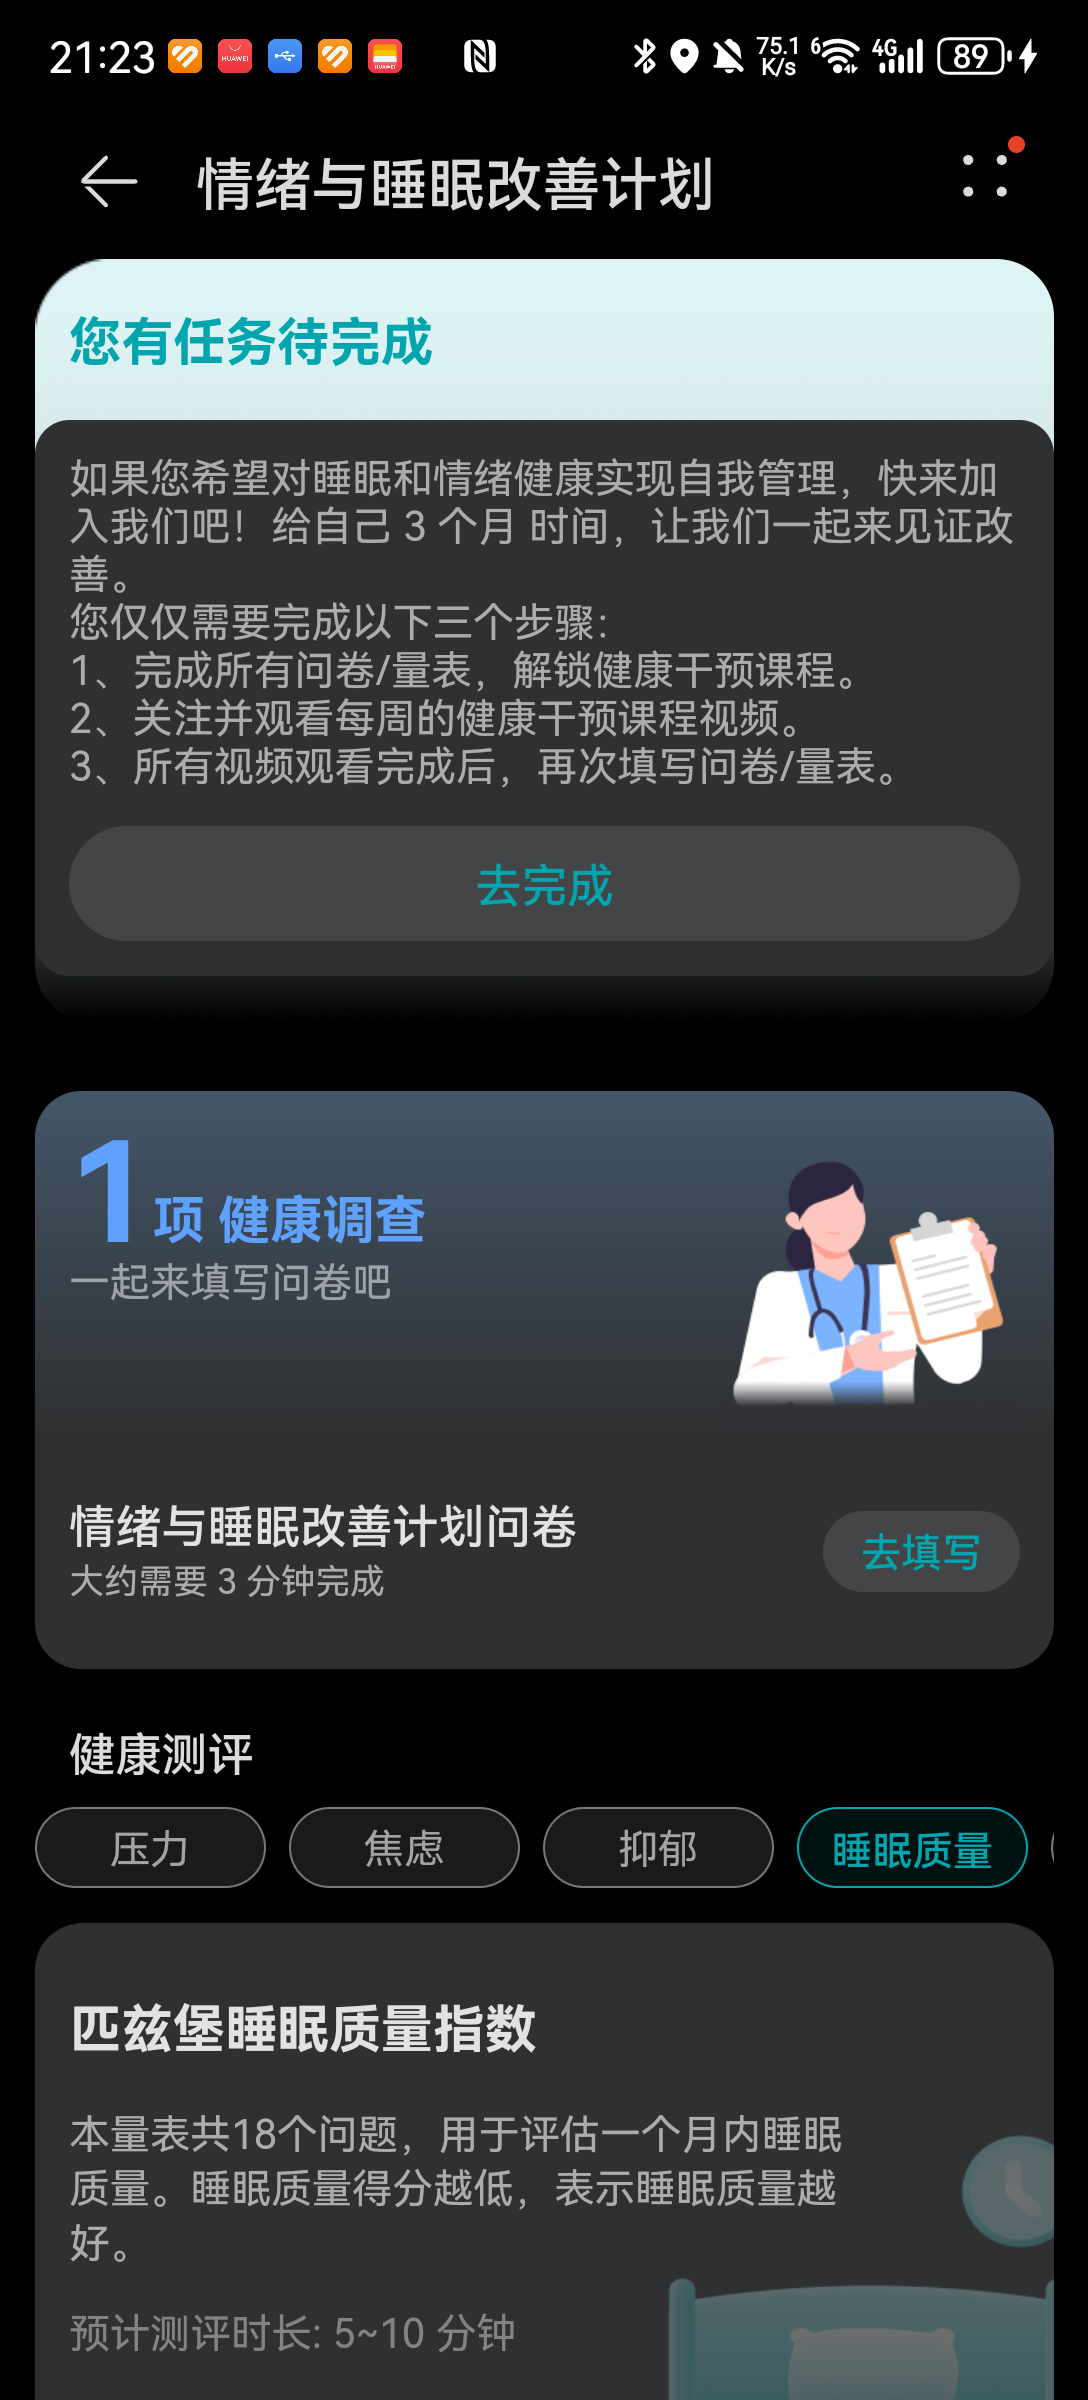 21:23
75.1 K/s
6
4G
89
情绪与睡眠改善计划
您有任务待完成
如果您希望对睡眠和情绪健康实现自我管理，快来加
入我们吧！给自己 3 个月 时间，让我们一起来见证改
善。
您仅仅需要完成以下三个步骤：
1、完成所有问卷/量表，解锁健康干预课程。
2、关注并观看每周的健康干预课程视频。
3、所有视频观看完成后，再次填写问卷/量表。
去完成
1项 健康调查
一起来填写问卷吧
情绪与睡眠改善计划问卷
大约需要 3 分钟完成
去填写
健康测评
压力
焦虑
抑郁
睡眠质量
匹兹堡睡眠质量指数
本量表共18个问题，用于评估一个月内睡眠
质量。睡眠质量得分越低，表示睡眠质量越
好。
预计测评时长: 5~10 分钟